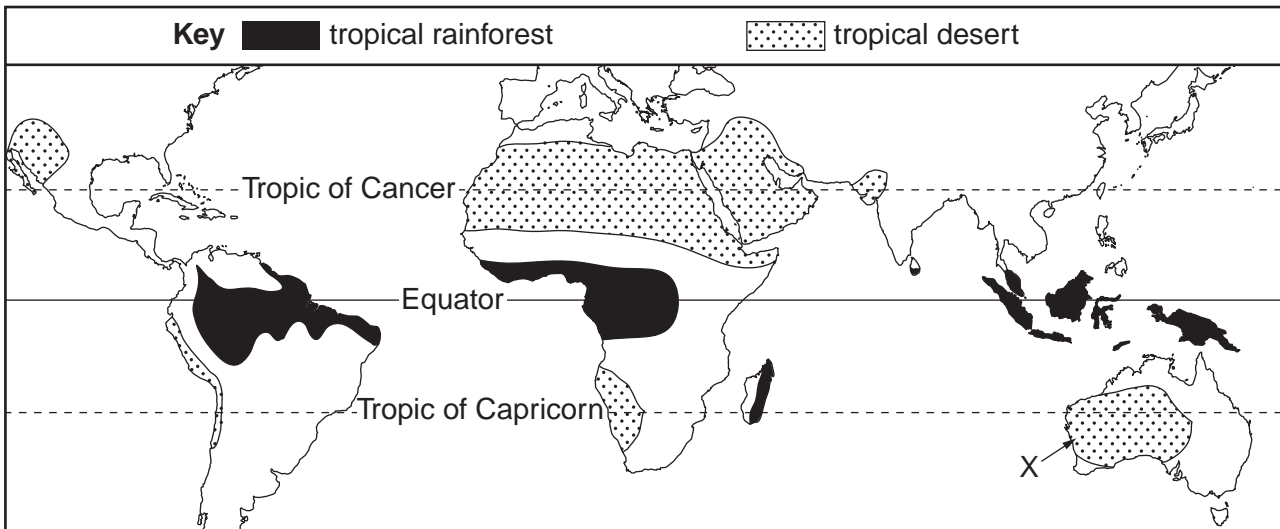 Key tropical rainforest tropical desert
Tropic of Cancer
Equator
Tropic of Capricorn
X